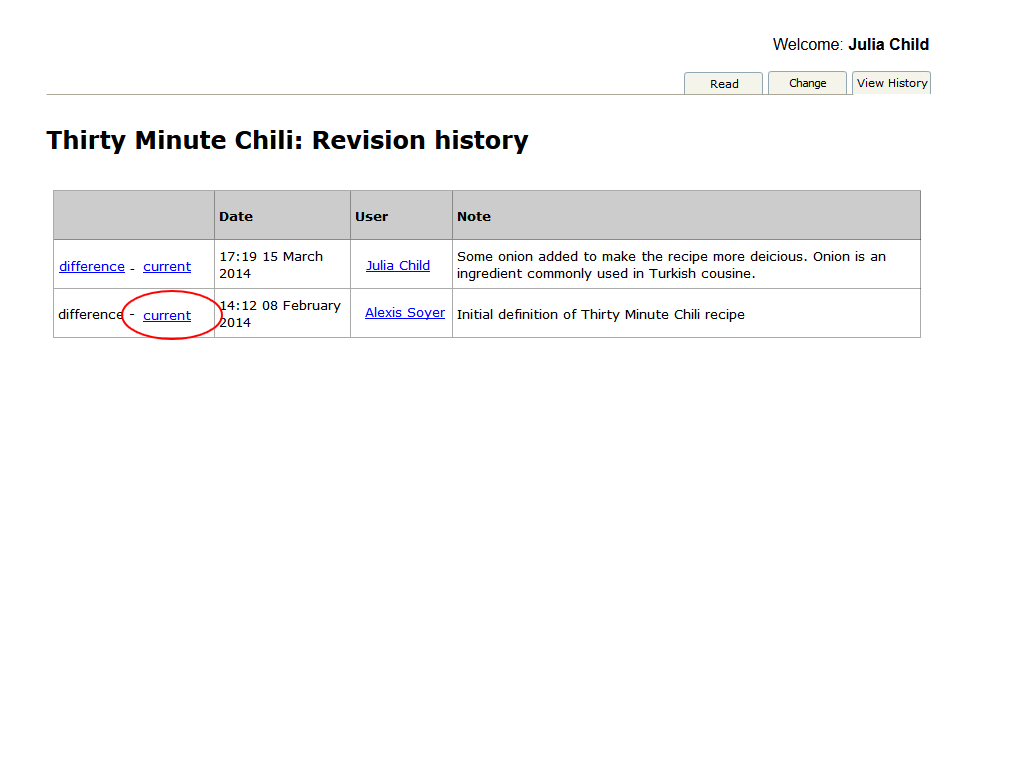 Welcome: Julia Child
Read Change View History
Thirty Minute Chili: Revision history
Date User Note
difference - current 17:19 15 March 2014 Julia Child Some onion added to make the recipe more deicious. Onion is an
ingredient commonly used in Turkish cousine.
difference - current 14:12 08 February 2014 Alexis Soyer Initial definition of Thirty Minute Chili recipe